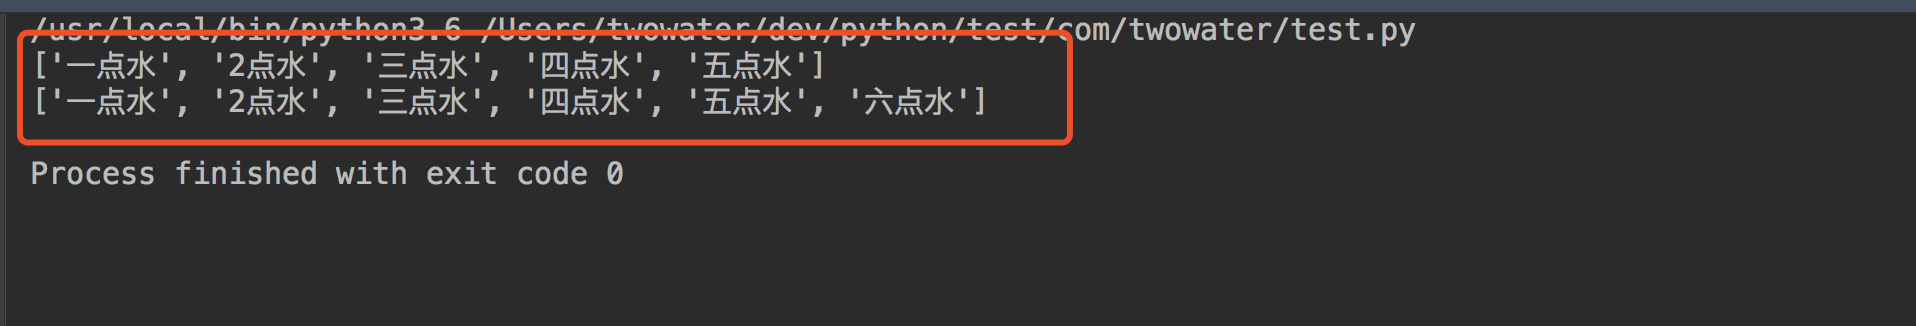 /usr/local/bin/python3.6 /Users/twowater/dev/python/test/com/twowater/test.py
['一点水', '2点水', '三点水', '四点水', '五点水']
['一点水', '2点水', '三点水', '四点水', '五点水', '六点水']
Process finished with exit code 0